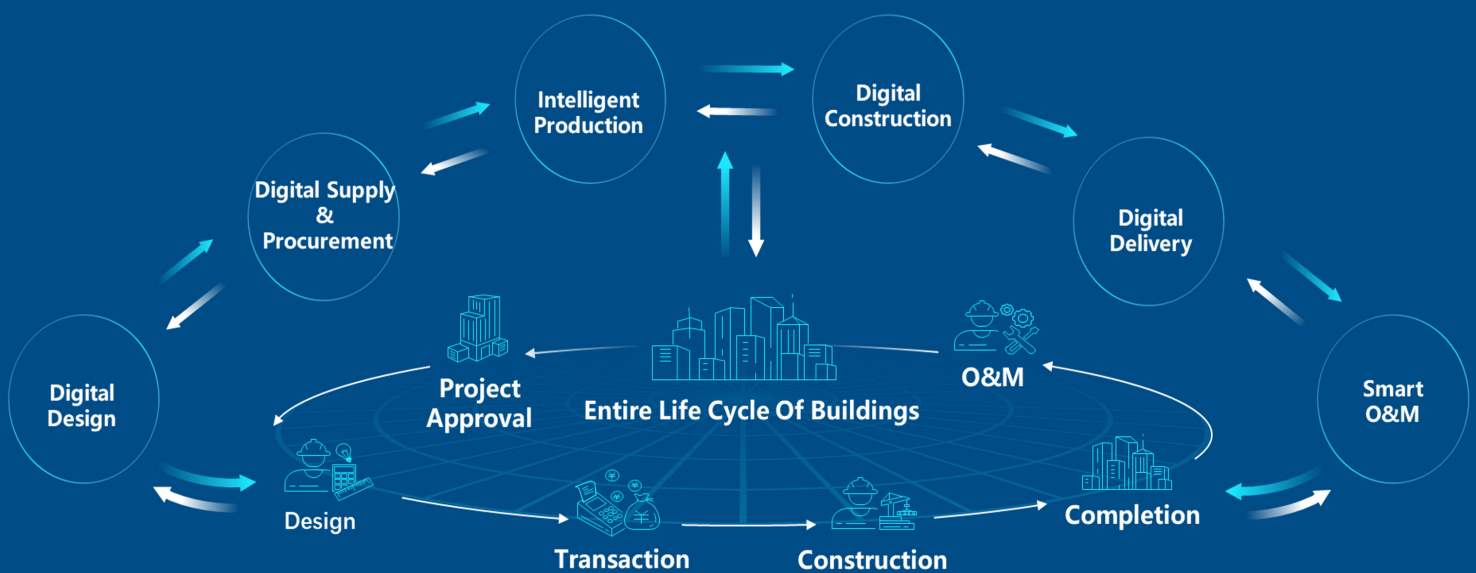 Intelligent
Production
Digital
Construction
Digital Supply
&
Procurement
Digital
Delivery
Digital
Design
Smart
O&M
Project
Approval
Entire Life Cycle Of Buildings
O&M
Design
Transaction
Construction
Completion
¥
¥
¥
¥